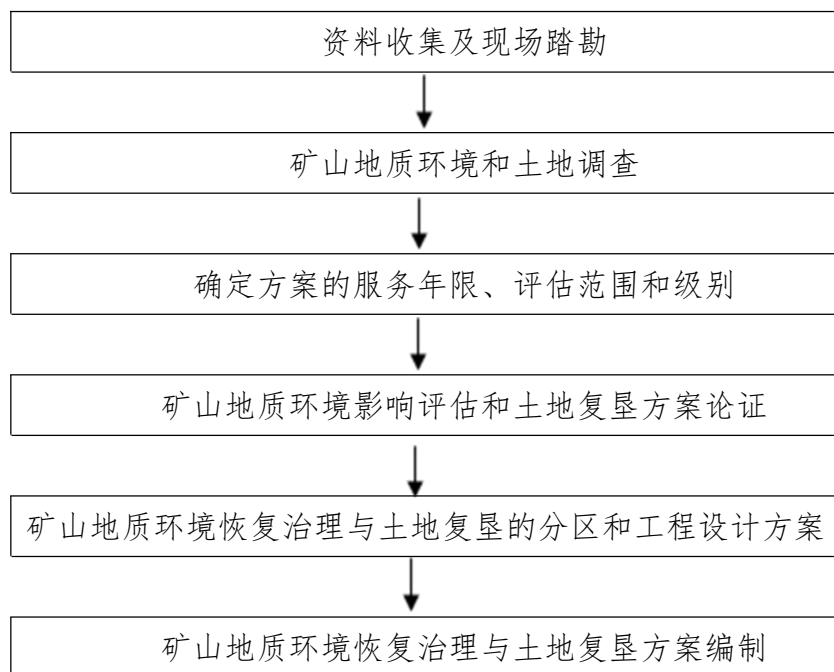 资料收集及现场踏勘
矿山地质环境和土地调查
确定方案的服务年限、评估范围和级别
矿山地质环境影响评估和土地复垦方案论证
矿山地质环境恢复治理与土地复垦的分区和工程设计方案
矿山地质环境恢复治理与土地复垦方案编制